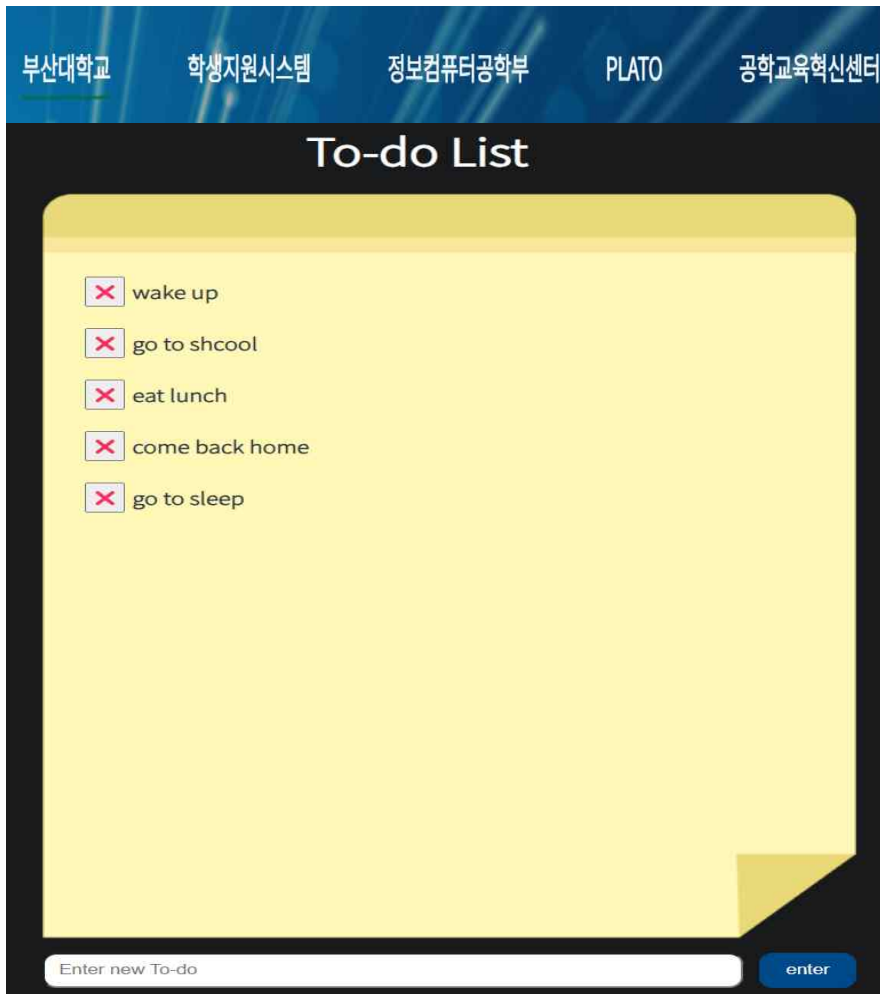 부산대학교 학생지원시스템 정보컴퓨터공학부 PLATO 공학교육혁신센터
To-do List
wake up
go to shcool
eat lunch
come back home
go to sleep
Enter new To-do enter